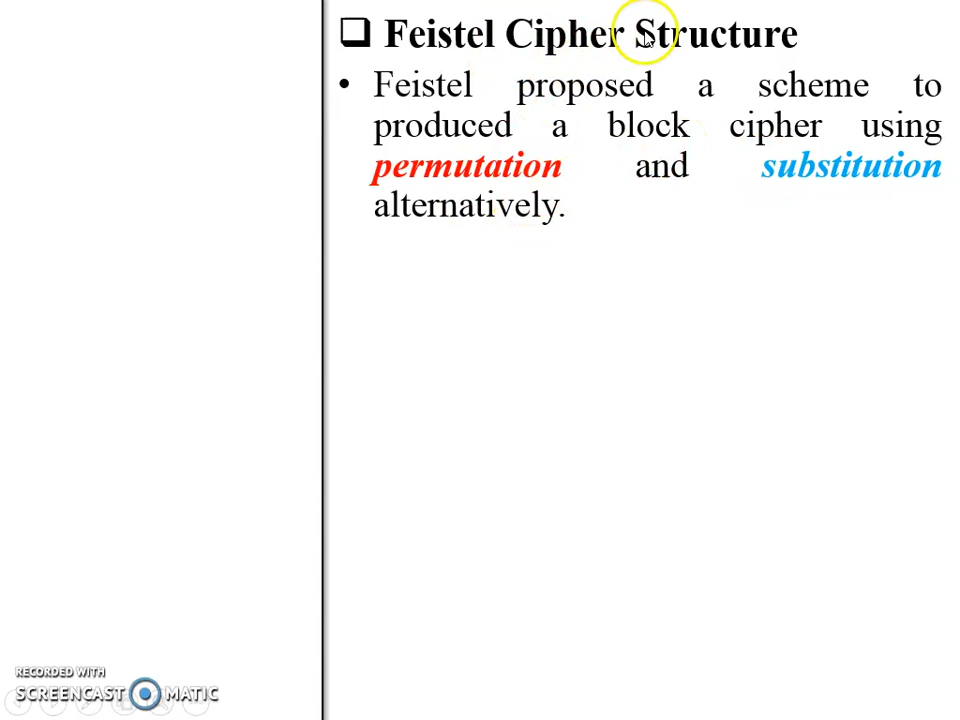 ❑ Feistel Cipher Structure
• Feistel proposed a scheme to
produced a block cipher using
permutation and substitution
alternatively.
RECORDED WITH
SCREENCAST MATIC